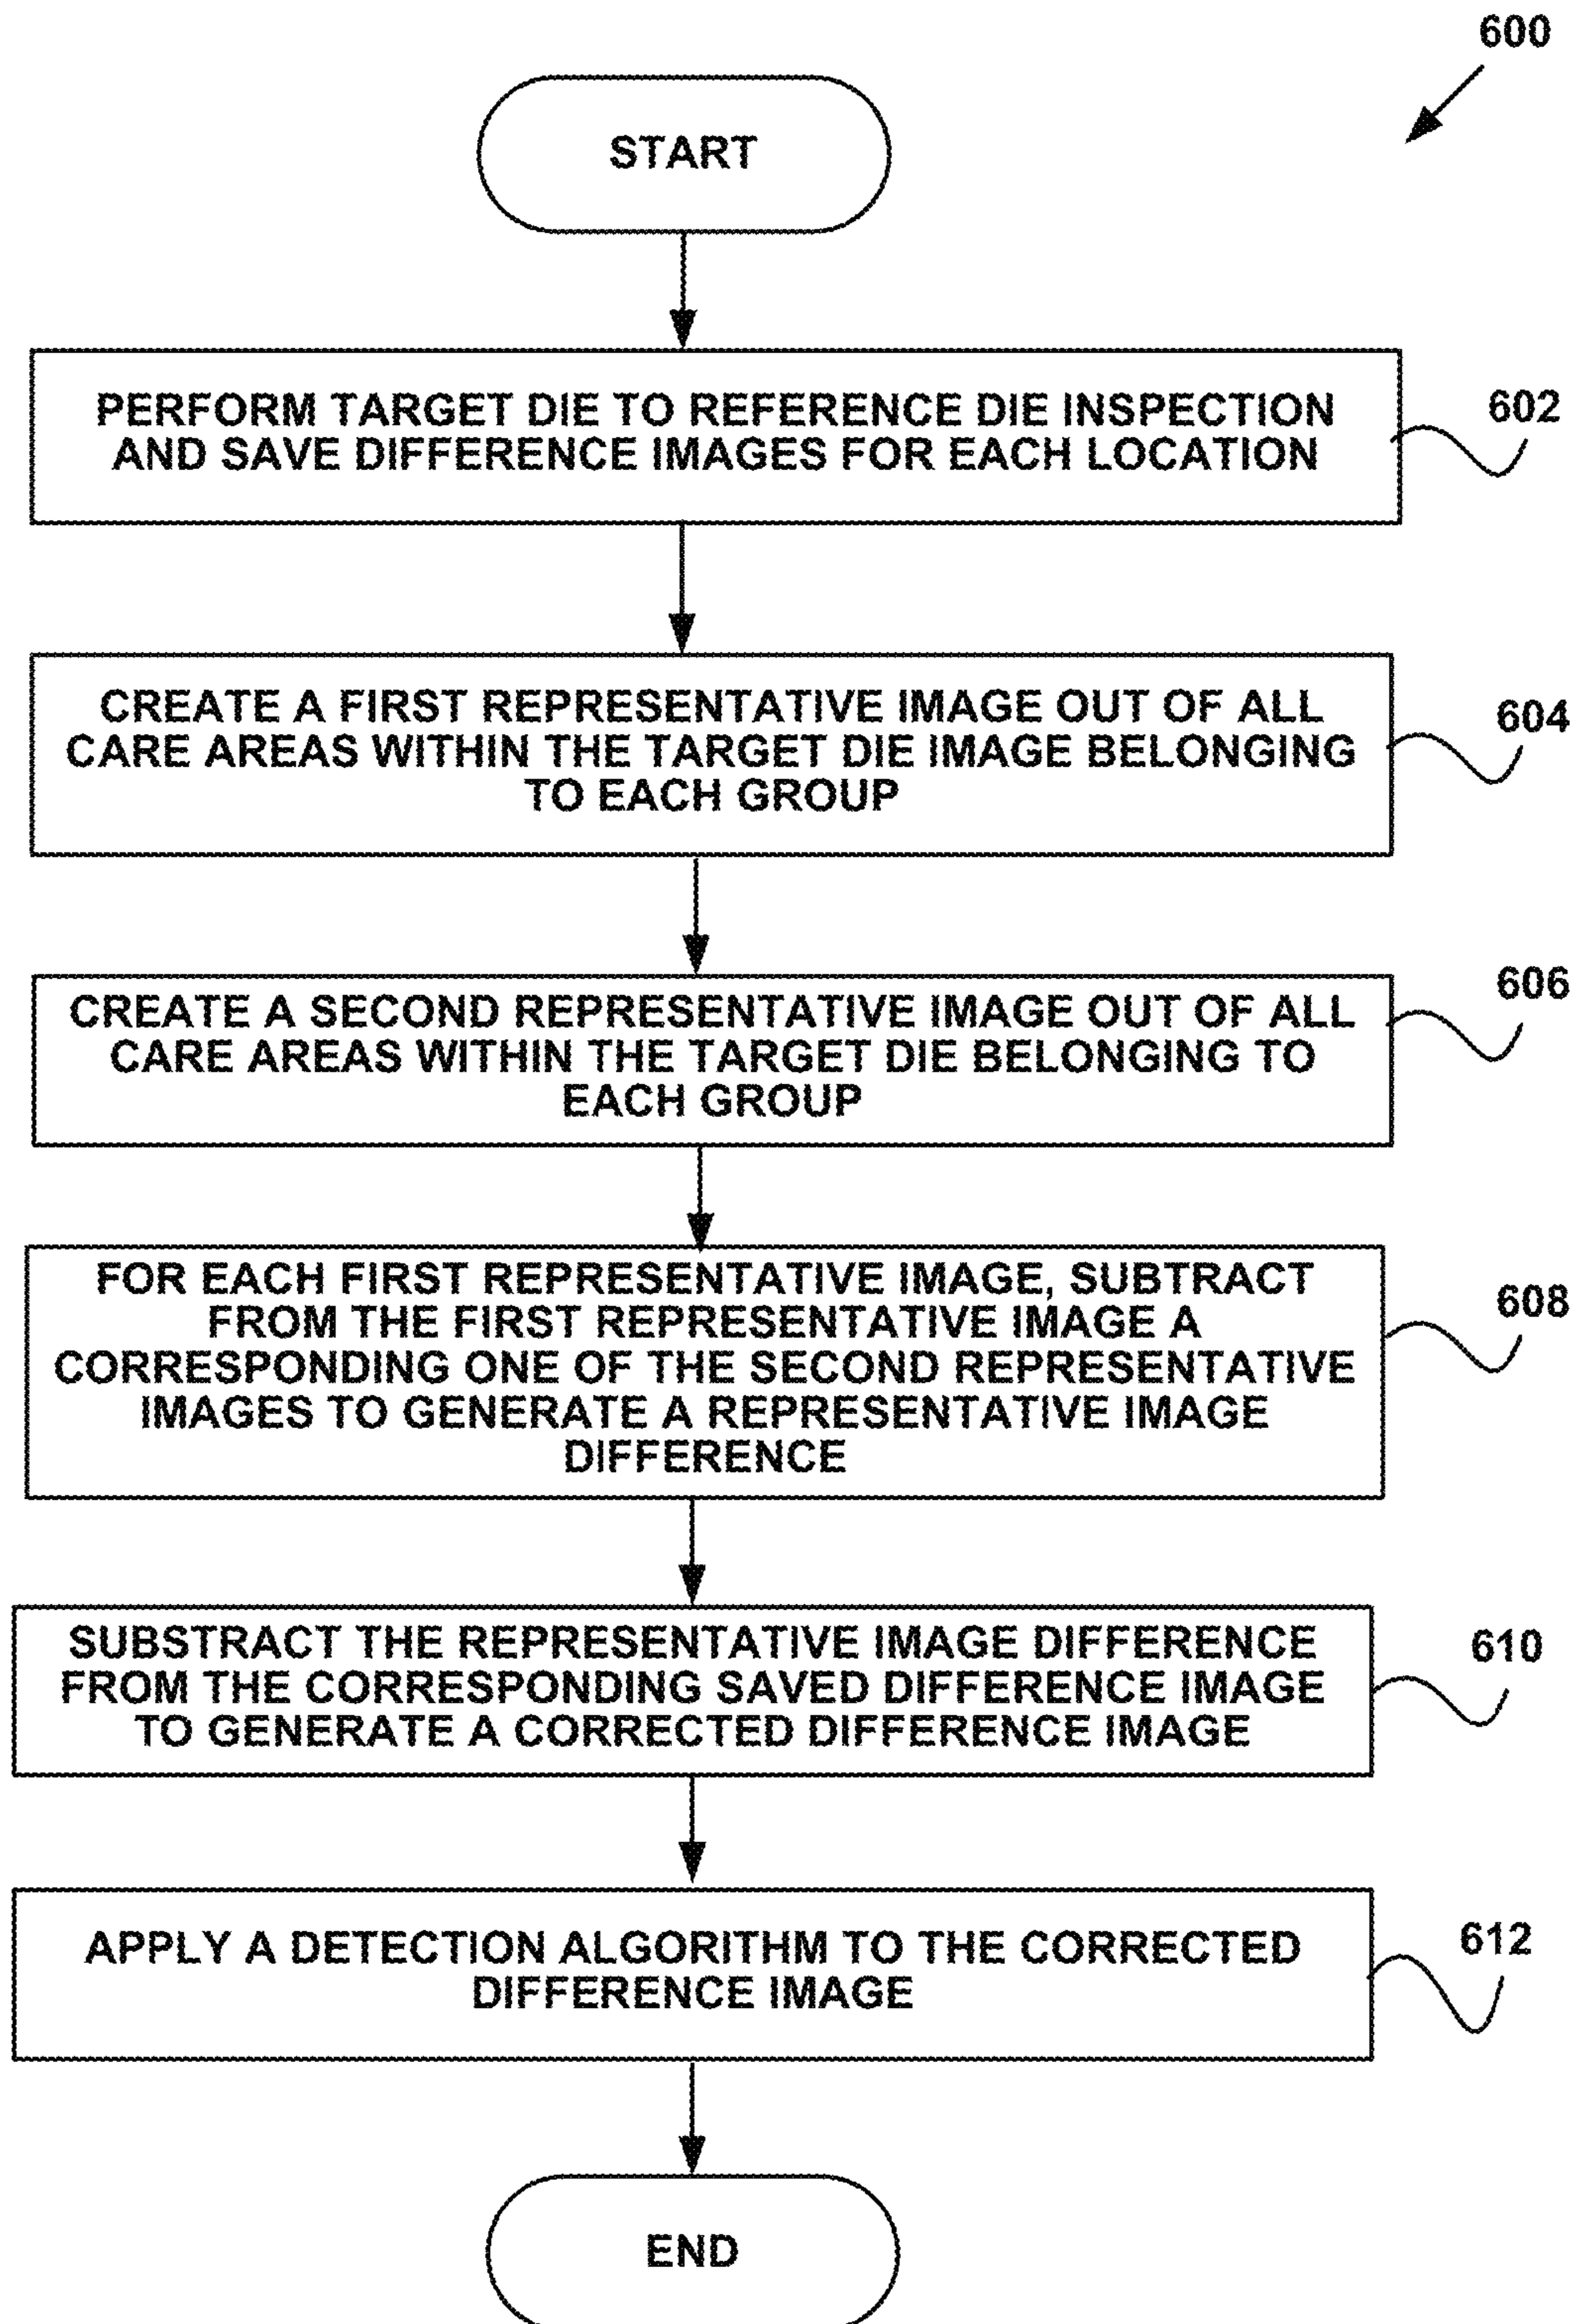 600
START
PERFORM TARGET DIE TO REFERENCE DIE INSPECTION
AND SAVE DIFFERENCE IMAGES FOR EACH LOCATION
602
CREATE A FIRST REPRESENTATIVE IMAGE OUT OF ALL
CARE AREAS WITHIN THE TARGET DIE IMAGE BELONGING
TO EACH GROUP
604
CREATE A SECOND REPRESENTATIVE IMAGE OUT OF ALL
CARE AREAS WITHIN THE TARGET DIE BELONGING TO
EACH GROUP
606
FOR EACH FIRST REPRESENTATIVE IMAGE, SUBTRACT
FROM THE FIRST REPRESENTATIVE IMAGE A
CORRESPONDING ONE OF THE SECOND REPRESENTATIVE
IMAGES TO GENERATE A REPRESENTATIVE IMAGE
DIFFERENCE
608
SUBSTRACT THE REPRESENTATIVE IMAGE DIFFERENCE
FROM THE CORRESPONDING SAVED DIFFERENCE IMAGE
TO GENERATE A CORRECTED DIFFERENCE IMAGE
610
APPLY A DETECTION ALGORITHM TO THE CORRECTED
DIFFERENCE IMAGE
612
END